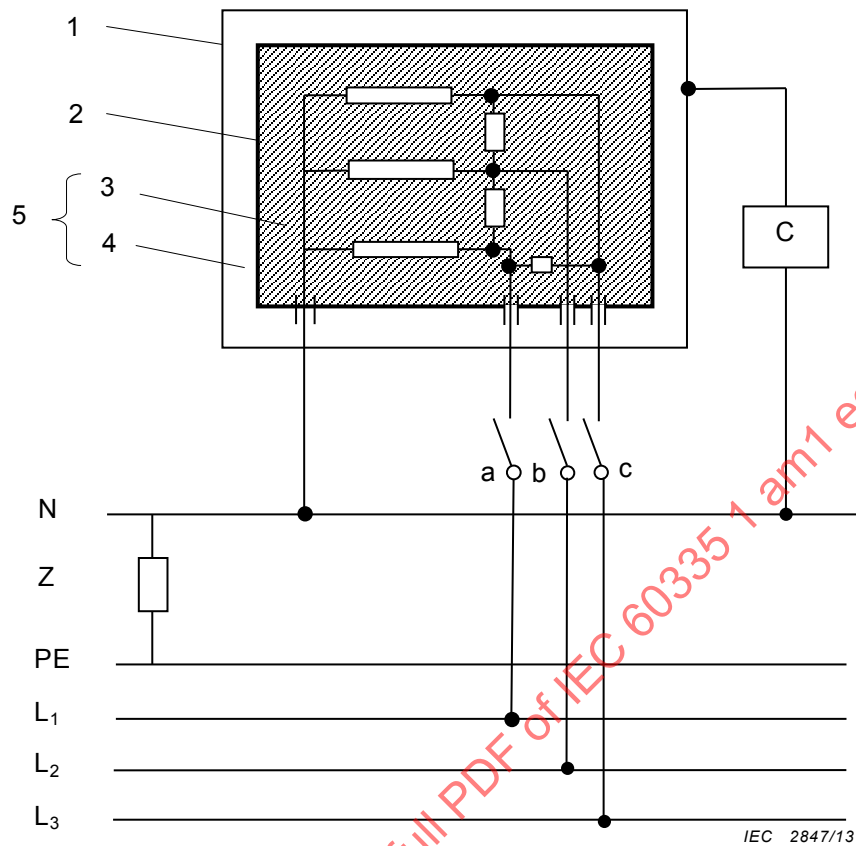 1
2
3
5
4
C
a b c
N
Z
PE
L₁
L₂
L₃
full PDF of IEC 60335 1 am1 e
IEC 2847/13